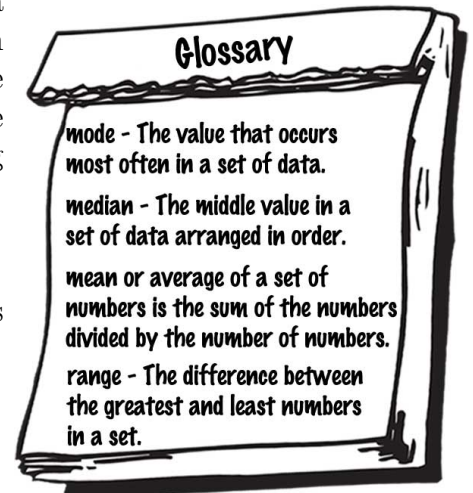 Glossary
mode - The value that occurs
most often in a set of data.
median - The middle value in a
set of data arranged in order.
mean or average of a set of
numbers is the sum of the numbers
divided by the number of numbers.
range - The difference between
the greatest and least numbers
in a set.